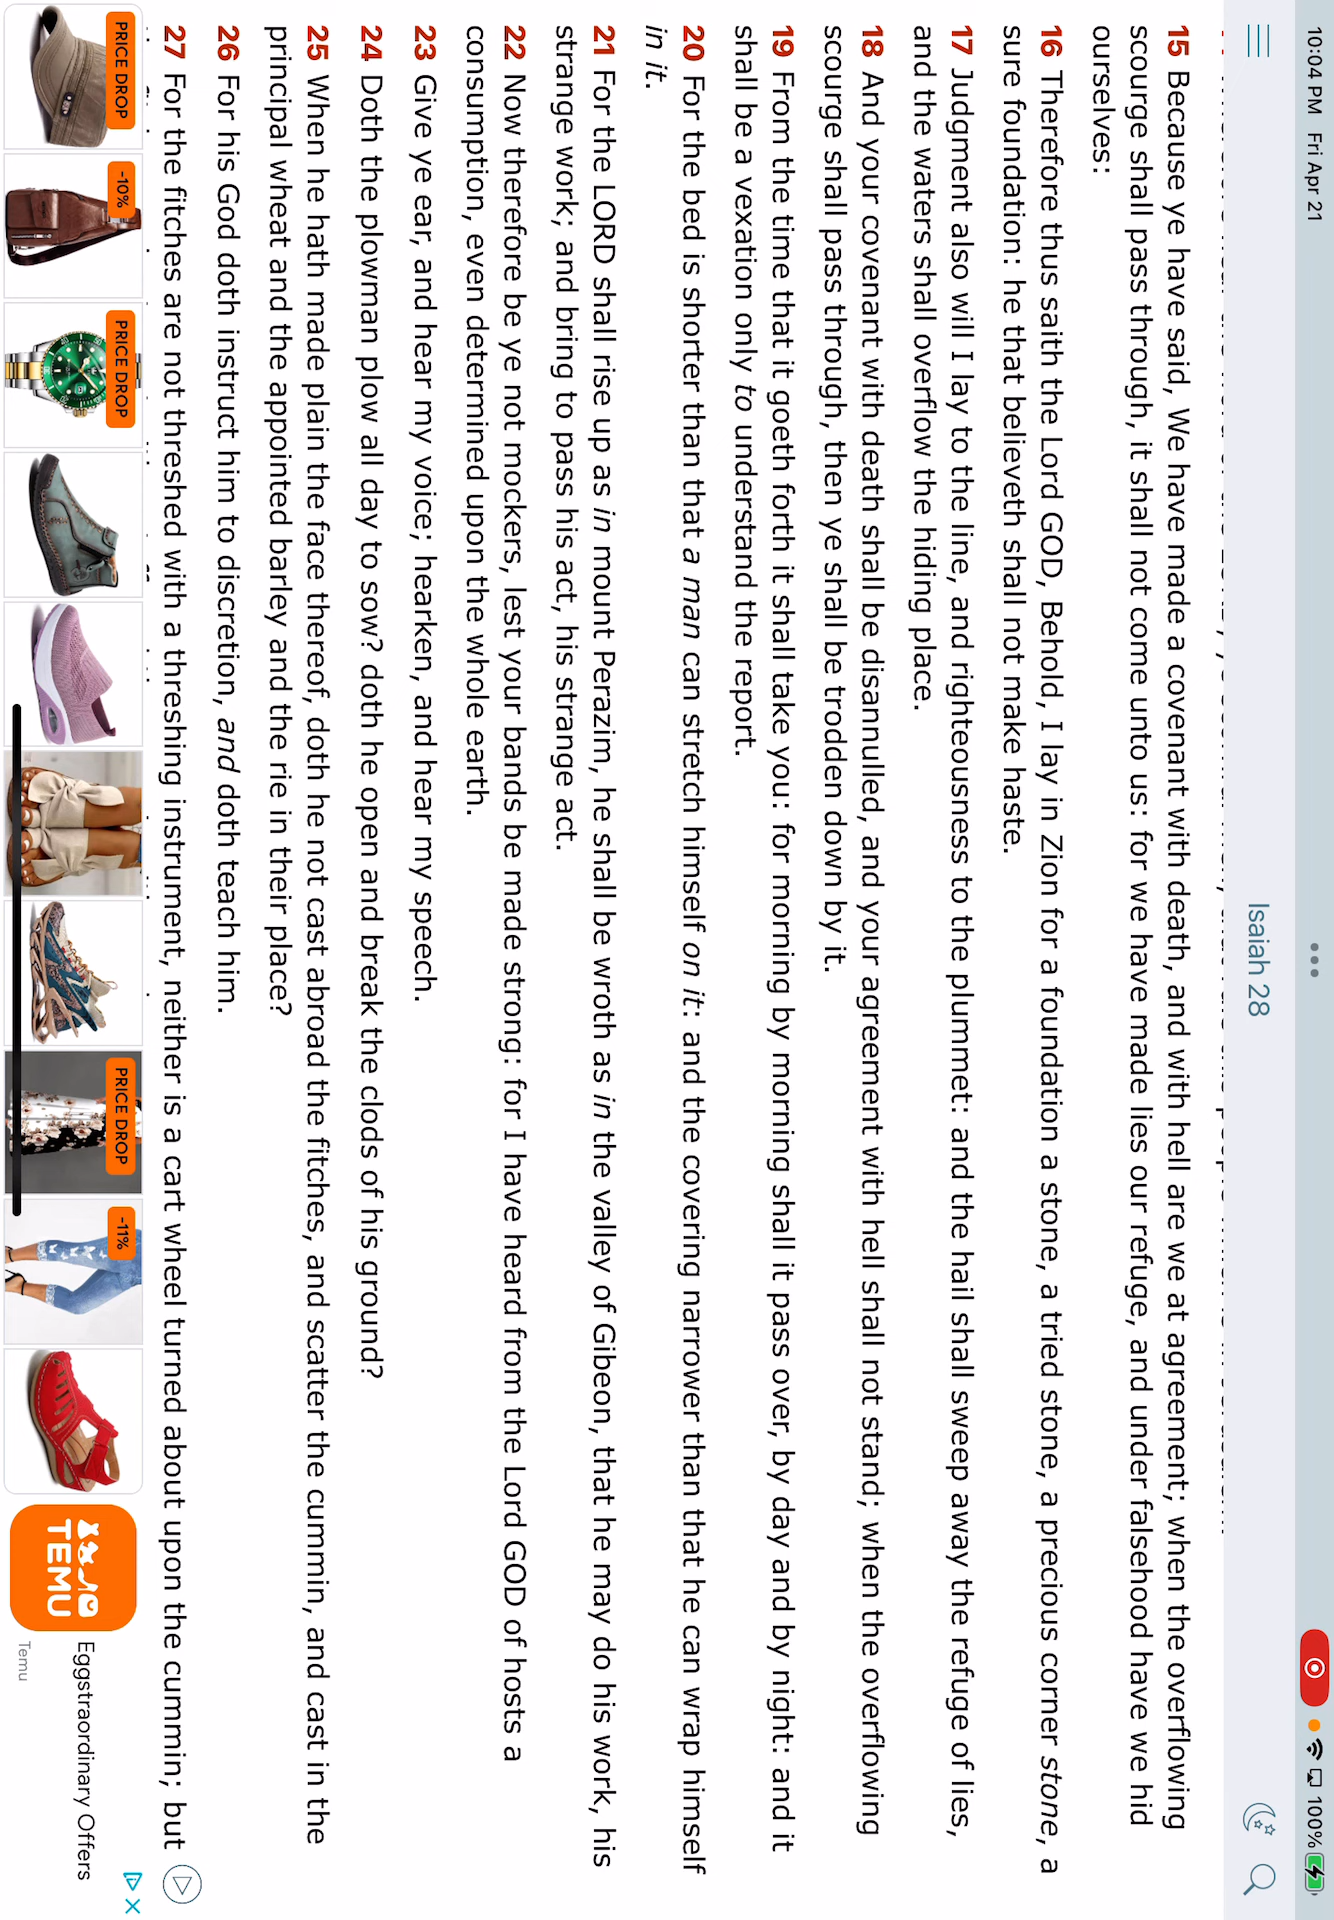 10:04 PM Fri Apr 21
100%
Isaiah 28
15 Because ye have said, We have made a covenant with death, and with hell are we at agreement; when the overflowing
scourge shall pass through, it shall not come unto us: for we have made lies our refuge, and under falsehood have we hid
ourselves:
16 Therefore thus saith the Lord GOD, Behold, I lay in Zion for a foundation a stone, a tried stone, a precious corner stone, a
sure foundation: he that believeth shall not make haste.
17 Judgment also will I lay to the line, and righteousness to the plummet: and the hail shall sweep away the refuge of lies,
and the waters shall overflow the hiding place.
18 And your covenant with death shall be disannulled, and your agreement with hell shall not stand; when the overflowing
scourge shall pass through, then ye shall be trodden down by it.
19 From the time that it goeth forth it shall take you: for morning by morning shall it pass over, by day and by night: and it
shall be a vexation only to understand the report.
20 For the bed is shorter than that a man can stretch himself on it: and the covering narrower than that he can wrap himself
in it.
21 For the LORD shall rise up as in mount Perazim, he shall be wroth as in the valley of Gibeon, that he may do his work, his
strange work; and bring to pass his act, his strange act.
22 Now therefore be ye not mockers, lest your bands be made strong: for I have heard from the Lord GOD of hosts a
consumption, even determined upon the whole earth.
23 Give ye ear, and hear my voice; hearken, and hear my speech.
24 Doth the plowman plow all day to sow? doth he open and break the clods of his ground?
25 When he hath made plain the face thereof, doth he not cast abroad the fitches, and scatter the cummin, and cast in the
principal wheat and the appointed barley and the rie in their place?
26 For his God doth instruct him to discretion, and doth teach him.
27 For the fitches are not threshed with a threshing instrument, neither is a cart wheel turned about upon the cummin; but
PRICE DROP
-10%
PRICE DROP
PRICE DROP
-11%
TEMU
Eggstraordinary Offers
Temu